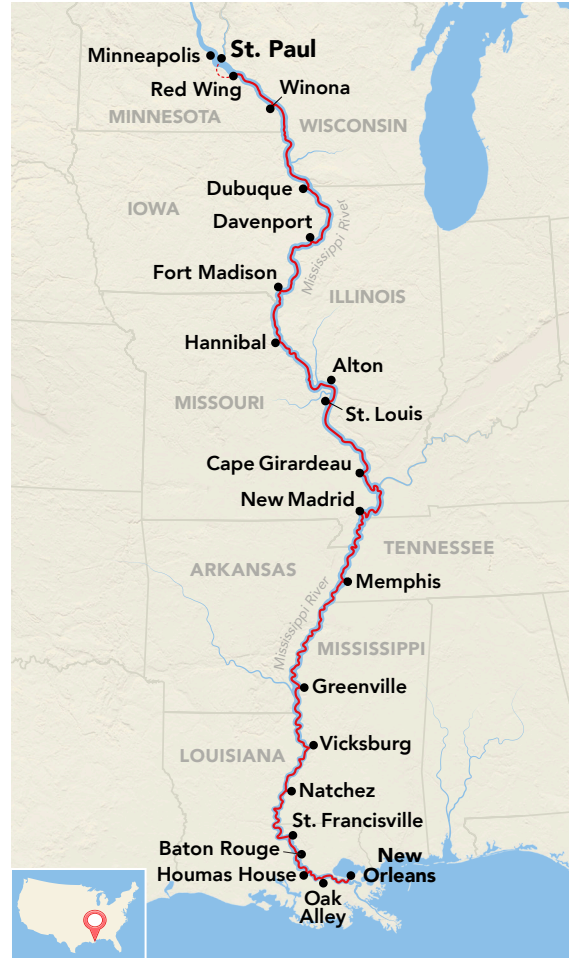 Minneapolis
St. Paul
Red Wing
Winona
MINNESOTA
WISCONSIN
Dubuque
IOWA
Davenport
Mississippi River
Fort Madison
ILLINOIS
Hannibal
Alton
MISSOURI
St. Louis
Cape Girardeau
New Madrid
TENNESSEE
ARKANSAS
Memphis
Mississippi River
MISSISSIPPI
Greenville
Vicksburg
LOUISIANA
Natchez
St. Francisville
Baton Rouge
New
Orleans
Houmas House
Oak
Alley